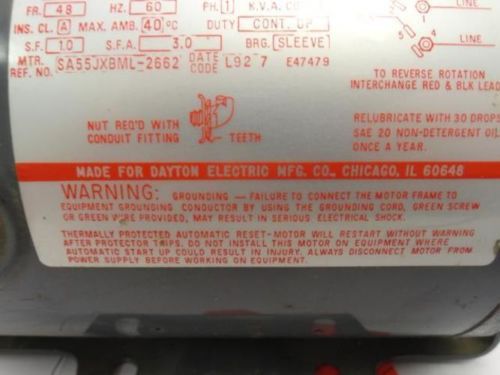 FR. 48 HZ. 60 PH. 1 K.V.A. CO
INS. CL. A MAX. AMB. 40 °C DUTY CONT. DP
S.F. 1.0 S.F.A. 3.0 BRG. SLEEVE
MTR. REF. NO. SA55JXBML-2662 DATE CODE L92 7 E47479
1 LINE
5
4 LINE
TO REVERSE ROTATION
INTERCHANGE RED & BLK LEAD
NUT REQ'D WITH
CONDUIT FITTING
TEETH
RELUBRICATE WITH 30 DROPS
SAE 20 NON-DETERGENT OIL
ONCE A YEAR.
MADE FOR DAYTON ELECTRIC MFG. CO., CHICAGO, IL 60648
WARNING: GROUNDING — FAILURE TO CONNECT THE MOTOR FRAME TO
EQUIPMENT GROUNDING CONDUCTOR BY USING THE GROUNDING CORD, GREEN SCREW
OR GREEN WIRE PROVIDED, MAY RESULT IN SERIOUS ELECTRICAL SHOCK.
THERMALLY PROTECTED AUTOMATIC RESET-MOTOR WILL RESTART WITHOUT WARNING
AFTER PROTECTOR TRIPS. DO NOT INSTALL THIS MOTOR ON EQUIPMENT WHERE
AUTOMATIC START UP COULD RESULT IN INJURY. ALWAYS DISCONNECT MOTOR FROM
POWER SUPPLY BEFORE WORKING ON EQUIPMENT.